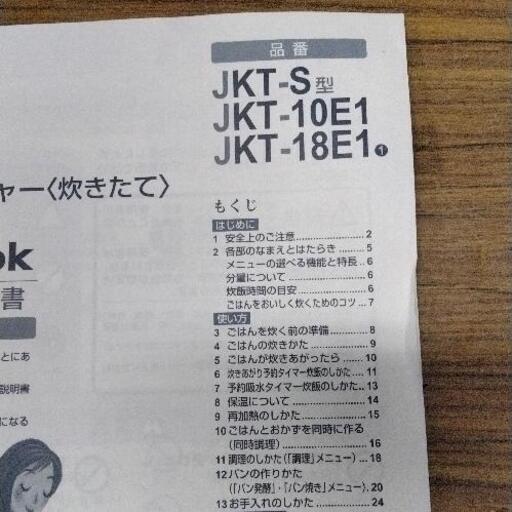 品番
JKT-S型
JKT-10E1
JKT-18E1①
ャー〈炊きたて〉
ok
書
とにあ
説明書
になる
もくじ
はじめに
1 安全上のご注意 2
2 各部のなまえとはたらき 5
メニューの選べる機能と特長 6
分量について 6
炊飯時間の目安 6
ごはんをおいしく炊くためのコツ 7
使い方
3 ごはんを炊く前の準備 8
4 ごはんの炊きかた 9
5 ごはんが炊きあがったら 10
6 炊きあがり予約タイマー炊飯のしかた 11
7 予約吸水タイマー炊飯のしかた 13
8 保温について 14
9 再加熱のしかた 15
10 ごはんとおかずを同時に作る
(同時調理) 16
11 調理のしかた(「調理」メニュー) 18
12 パンの作りかた
(「パン発酵」・「パン焼き」メニュー) 20
13 お手入れのしかた 24